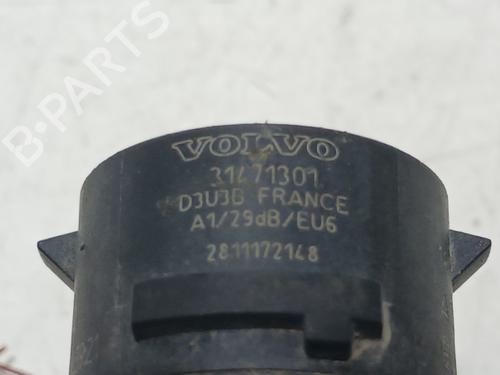 B-PARTS
VOLVO
31471301
D3U3B FRANCE
A1/29dB/EU6
2811172148